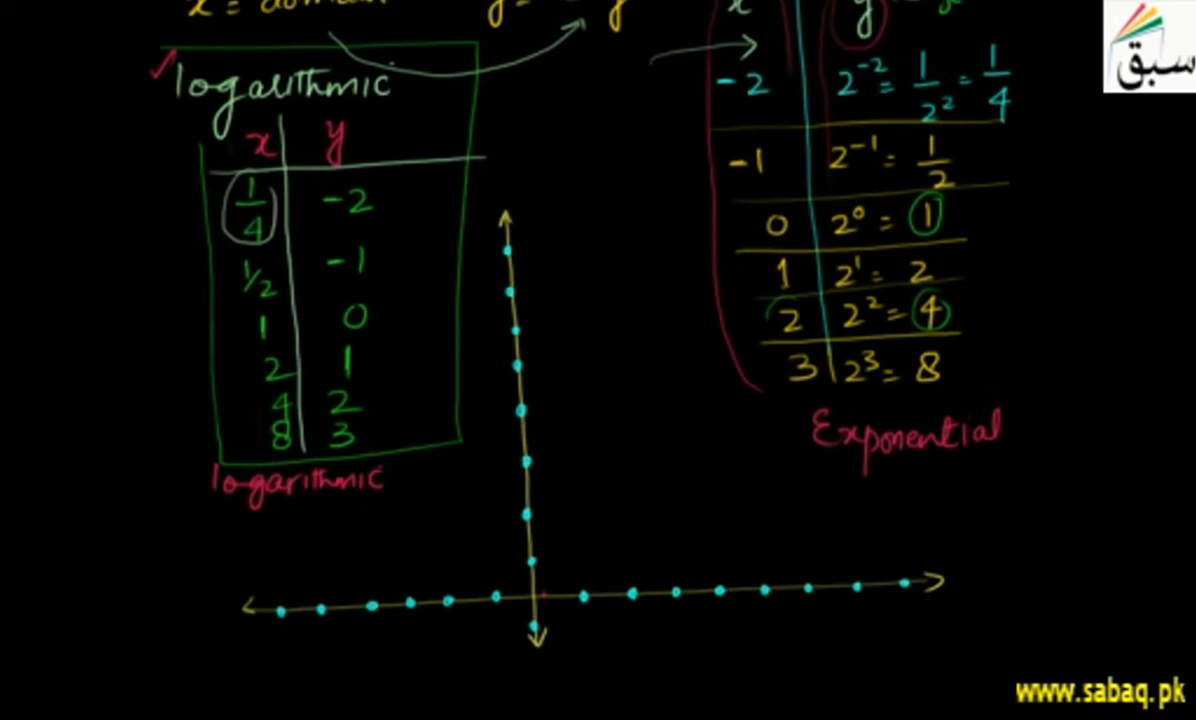 x = domain
y = y
x y
سبق
logarithmic
x y
1/4 -2
1/2 -1
1 0
2 1
4 2
8 3
logarithmic
-2 2⁻² = 1/2² = 1/4
-1 2⁻¹ = 1/2
0 2⁰ = 1
1 2¹ = 2
2 2² = 4
3 2³ = 8
Exponential
www.sabaq.pk